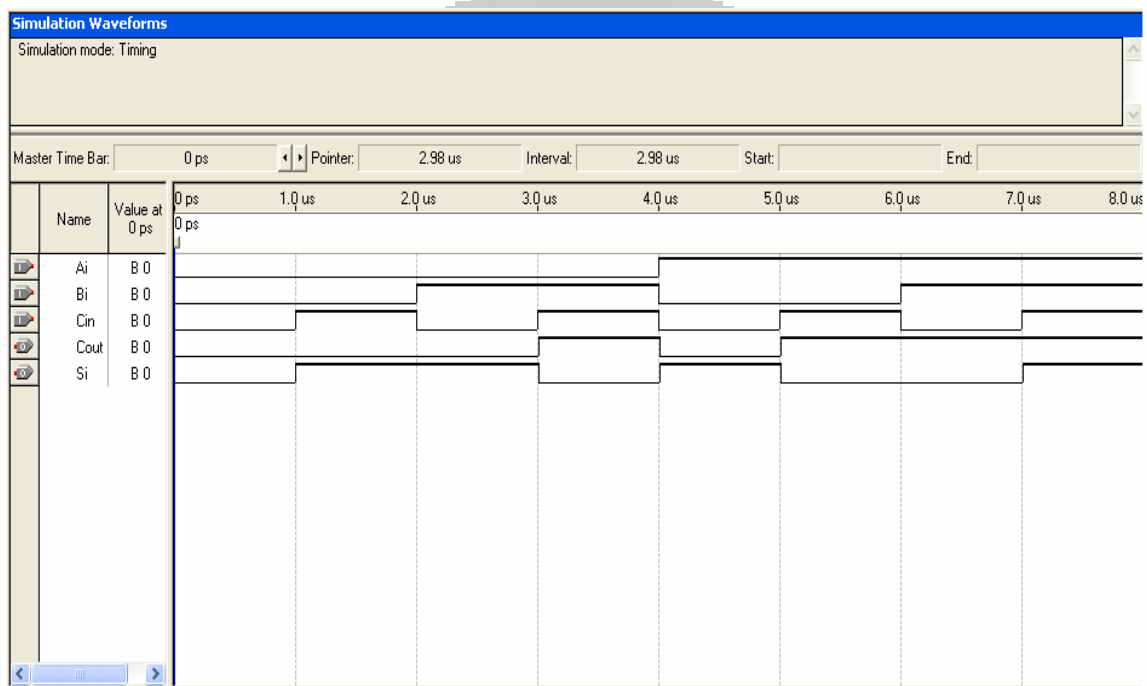 Simulation Waveforms
Simulation mode: Timing
Master Time Bar: 0 ps Pointer: 2.98 us Interval: 2.98 us Start: End:
Name Value at 0 ps
0 ps 1.0 us 2.0 us 3.0 us 4.0 us 5.0 us 6.0 us 7.0 us 8.0 us
0 ps
Ai B 0
Bi B 0
Cin B 0
Cout B 0
Si B 0